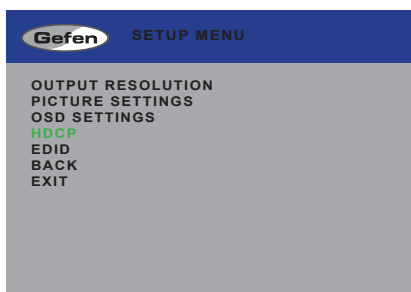 Gefen SETUP MENU
OUTPUT RESOLUTION
PICTURE SETTINGS
OSD SETTINGS
HDCP
EDID
BACK
EXIT